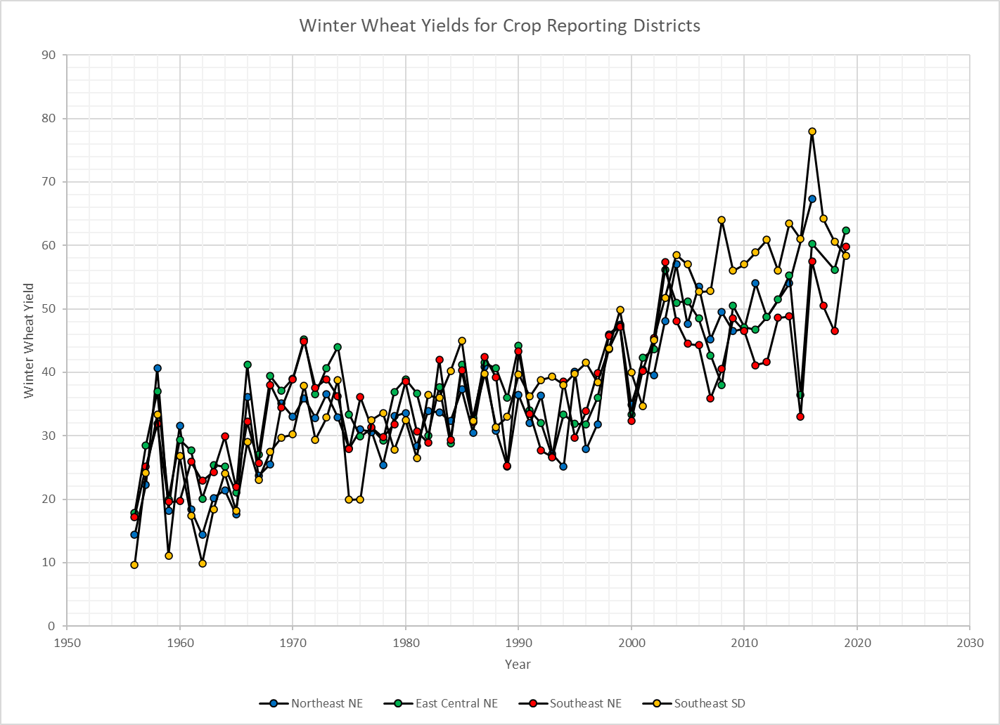 Winter Wheat Yields for Crop Reporting Districts
90
80
70
60
50
40
30
20
10
0
Winter Wheat Yield
1950 1960 1970 1980 1990 2000 2010 2020 2030
Year
Northeast NE East Central NE Southeast NE Southeast SD